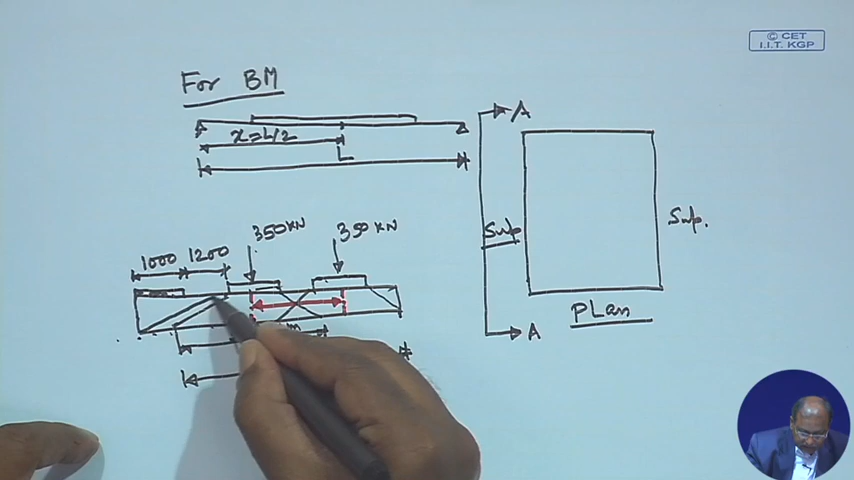 © CET
I.I.T. KGP
For BM
A
x=L/2
L
Sup
Sup.
350 KN
350 KN
1000
1200
m
PLan
A